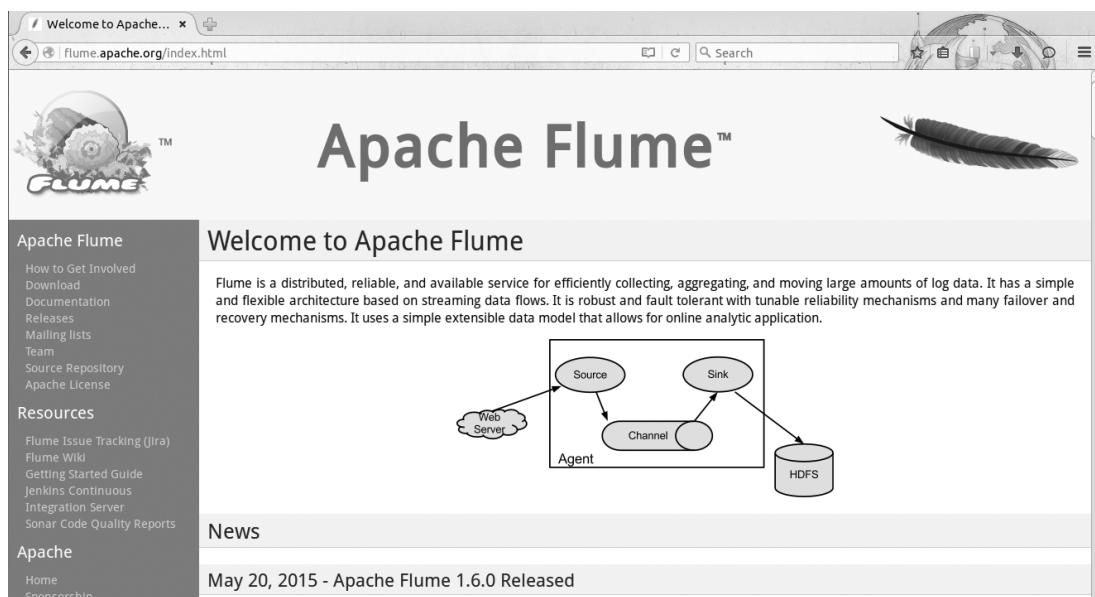 Welcome to Apache...
flume.apache.org/index.html
Search
FLUME
TM
Apache Flume™
Apache Flume
How to Get Involved
Download
Documentation
Releases
Mailing lists
Team
Source Repository
Apache License
Resources
Flume Issue Tracking (Jira)
Flume Wiki
Getting Started Guide
Jenkins Continuous
Integration Server
Sonar Code Quality Reports
Apache
Home
Sponsorship
Welcome to Apache Flume
Flume is a distributed, reliable, and available service for efficiently collecting, aggregating, and moving large amounts of log data. It has a simple
and flexible architecture based on streaming data flows. It is robust and fault tolerant with tunable reliability mechanisms and many failover and
recovery mechanisms. It uses a simple extensible data model that allows for online analytic application.
Source
Sink
Web
Server
Channel
Agent
HDFS
News
May 20, 2015 - Apache Flume 1.6.0 Released